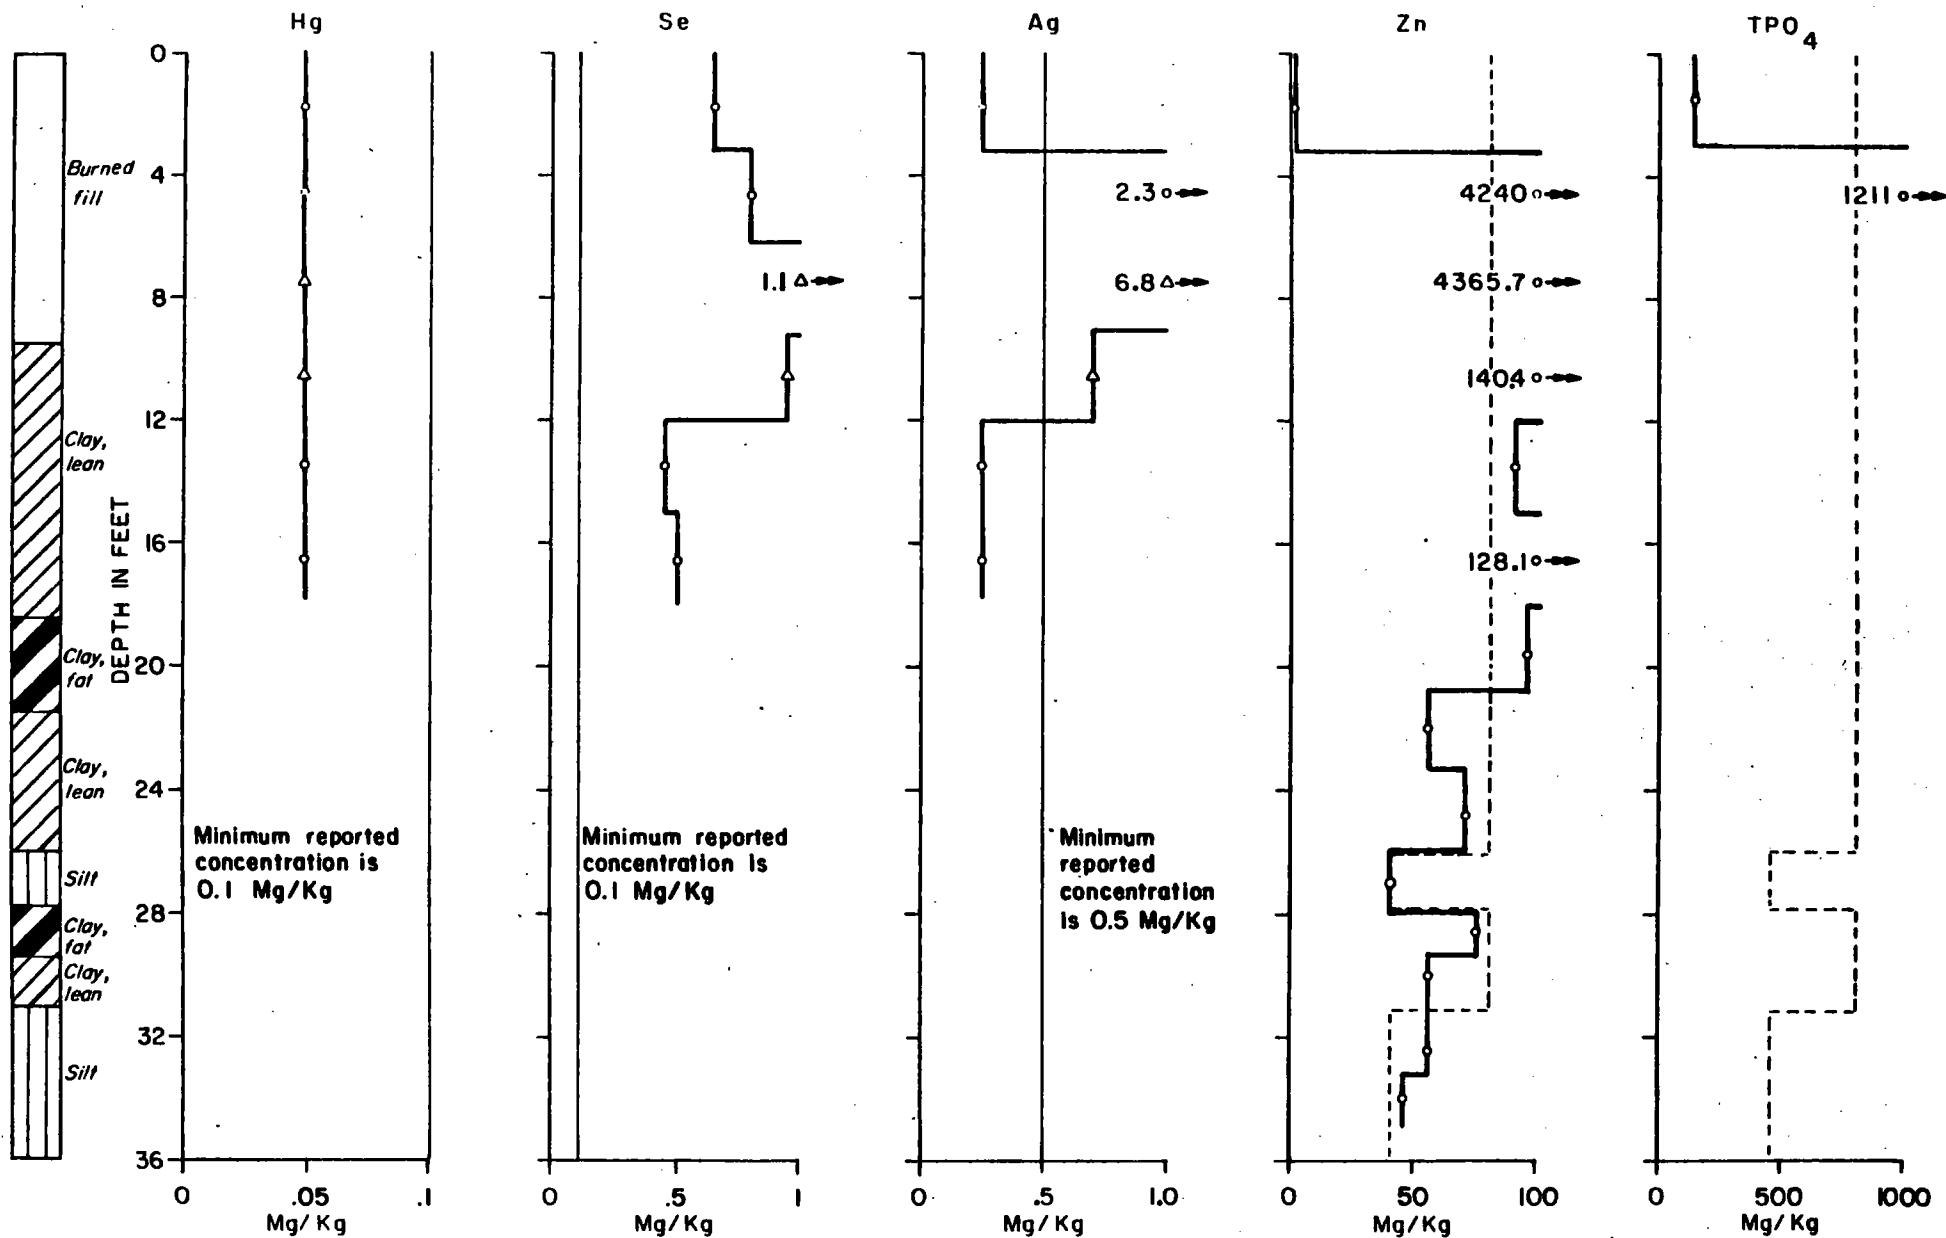 Hg
Se
Ag
Zn
TPO4
0
4
8
12
16
20
24
28
32
36
DEPTH IN FEET
Burned
fill
Clay,
lean
Clay,
fat
Clay,
lean
Silt
Clay,
fat
Clay,
lean
Silt
Minimum reported
concentration is
0.1 Mg/Kg
0 .05 .1
Mg/Kg
1.1
Minimum reported
concentration is
0.1 Mg/Kg
0 .5 1
Mg/Kg
2.3
6.8
Minimum
reported
concentration
is 0.5 Mg/Kg
0 .5 1.0
Mg/Kg
4240
4365.7
140.4
128.1
0 50 100
Mg/Kg
1211
0 500 1000
Mg/Kg